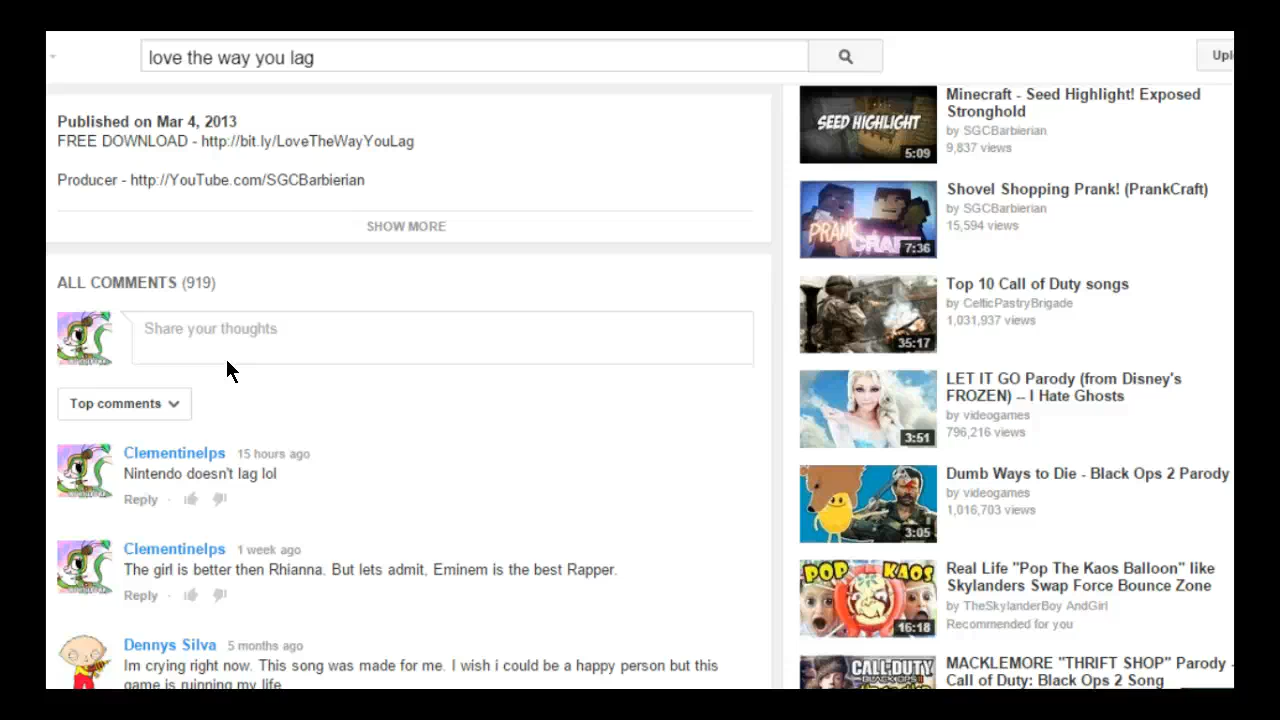 love the way you lag
Uplo
Published on Mar 4, 2013
FREE DOWNLOAD - http://bit.ly/LoveTheWayYouLag
Producer - http://YouTube.com/SGCBarbierian
SHOW MORE
ALL COMMENTS (919)
Share your thoughts
Top comments
Clementinelps 15 hours ago
Nintendo doesn't lag lol
Reply
Clementinelps 1 week ago
The girl is better then Rhianna. But lets admit, Eminem is the best Rapper.
Reply
Dennys Silva 5 months ago
Im crying right now. This song was made for me. I wish i could be a happy person but this
game is ruining my life
SEED HIGHLIGHT
5:09
Minecraft - Seed Highlight! Exposed
Stronghold
by SGCBarbierian
9,837 views
PRANK
CRAFT
7:36
Shovel Shopping Prank! (PrankCraft)
by SGCBarbierian
15,594 views
35:17
Top 10 Call of Duty songs
by CelticPastryBrigade
1,031,937 views
3:51
LET IT GO Parody (from Disney's
FROZEN) -- I Hate Ghosts
by videogames
796,216 views
3:05
Dumb Ways to Die - Black Ops 2 Parody
by videogames
1,016,703 views
POP KAOS
16:18
Real Life "Pop The Kaos Balloon" like
Skylanders Swap Force Bounce Zone
by TheSkylanderBoy AndGirl
Recommended for you
CALL OF DUTY
BLACK OPS II
MACKLEMORE "THRIFT SHOP" Parody -
Call of Duty: Black Ops 2 Song